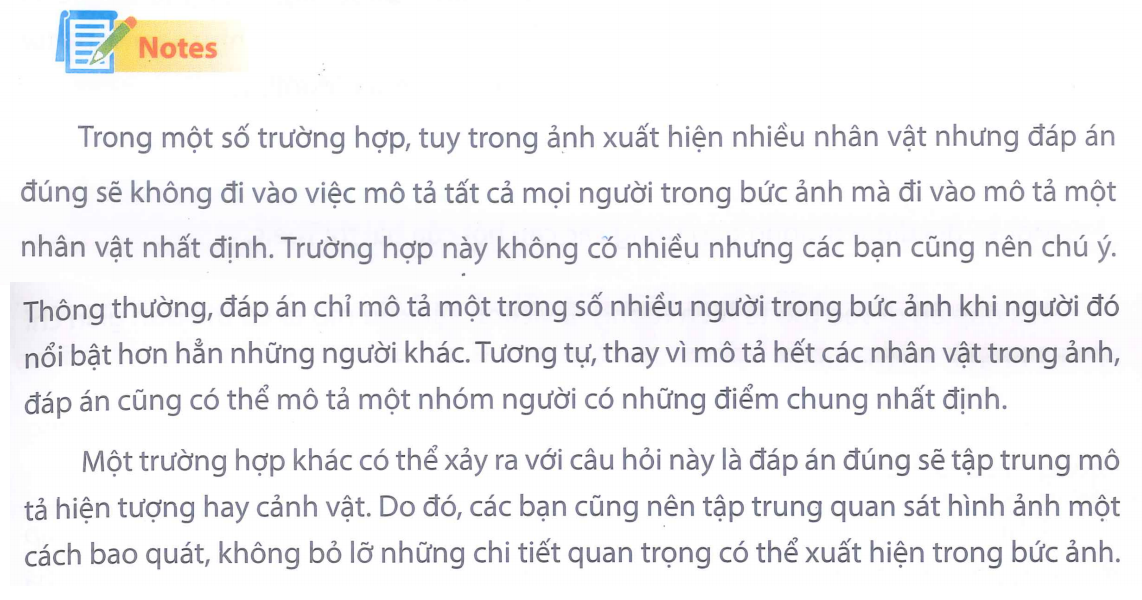 Notes
Trong một số trường hợp, tuy trong ảnh xuất hiện nhiều nhân vật nhưng đáp án
đúng sẽ không đi vào việc mô tả tất cả mọi người trong bức ảnh mà đi vào mô tả một
nhân vật nhất định. Trường hợp này không có nhiều nhưng các bạn cũng nên chú ý.
Thông thường, đáp án chỉ mô tả một trong số nhiều người trong bức ảnh khi người đó
nổi bật hơn hẳn những người khác. Tương tự, thay vì mô tả hết các nhân vật trong ảnh,
đáp án cũng có thể mô tả một nhóm người có những điểm chung nhất định.
Một trường hợp khác có thể xảy ra với câu hỏi này là đáp án đúng sẽ tập trung mô
tả hiện tượng hay cảnh vật. Do đó, các bạn cũng nên tập trung quan sát hình ảnh một
cách bao quát, không bỏ lỡ những chi tiết quan trọng có thể xuất hiện trong bức ảnh.